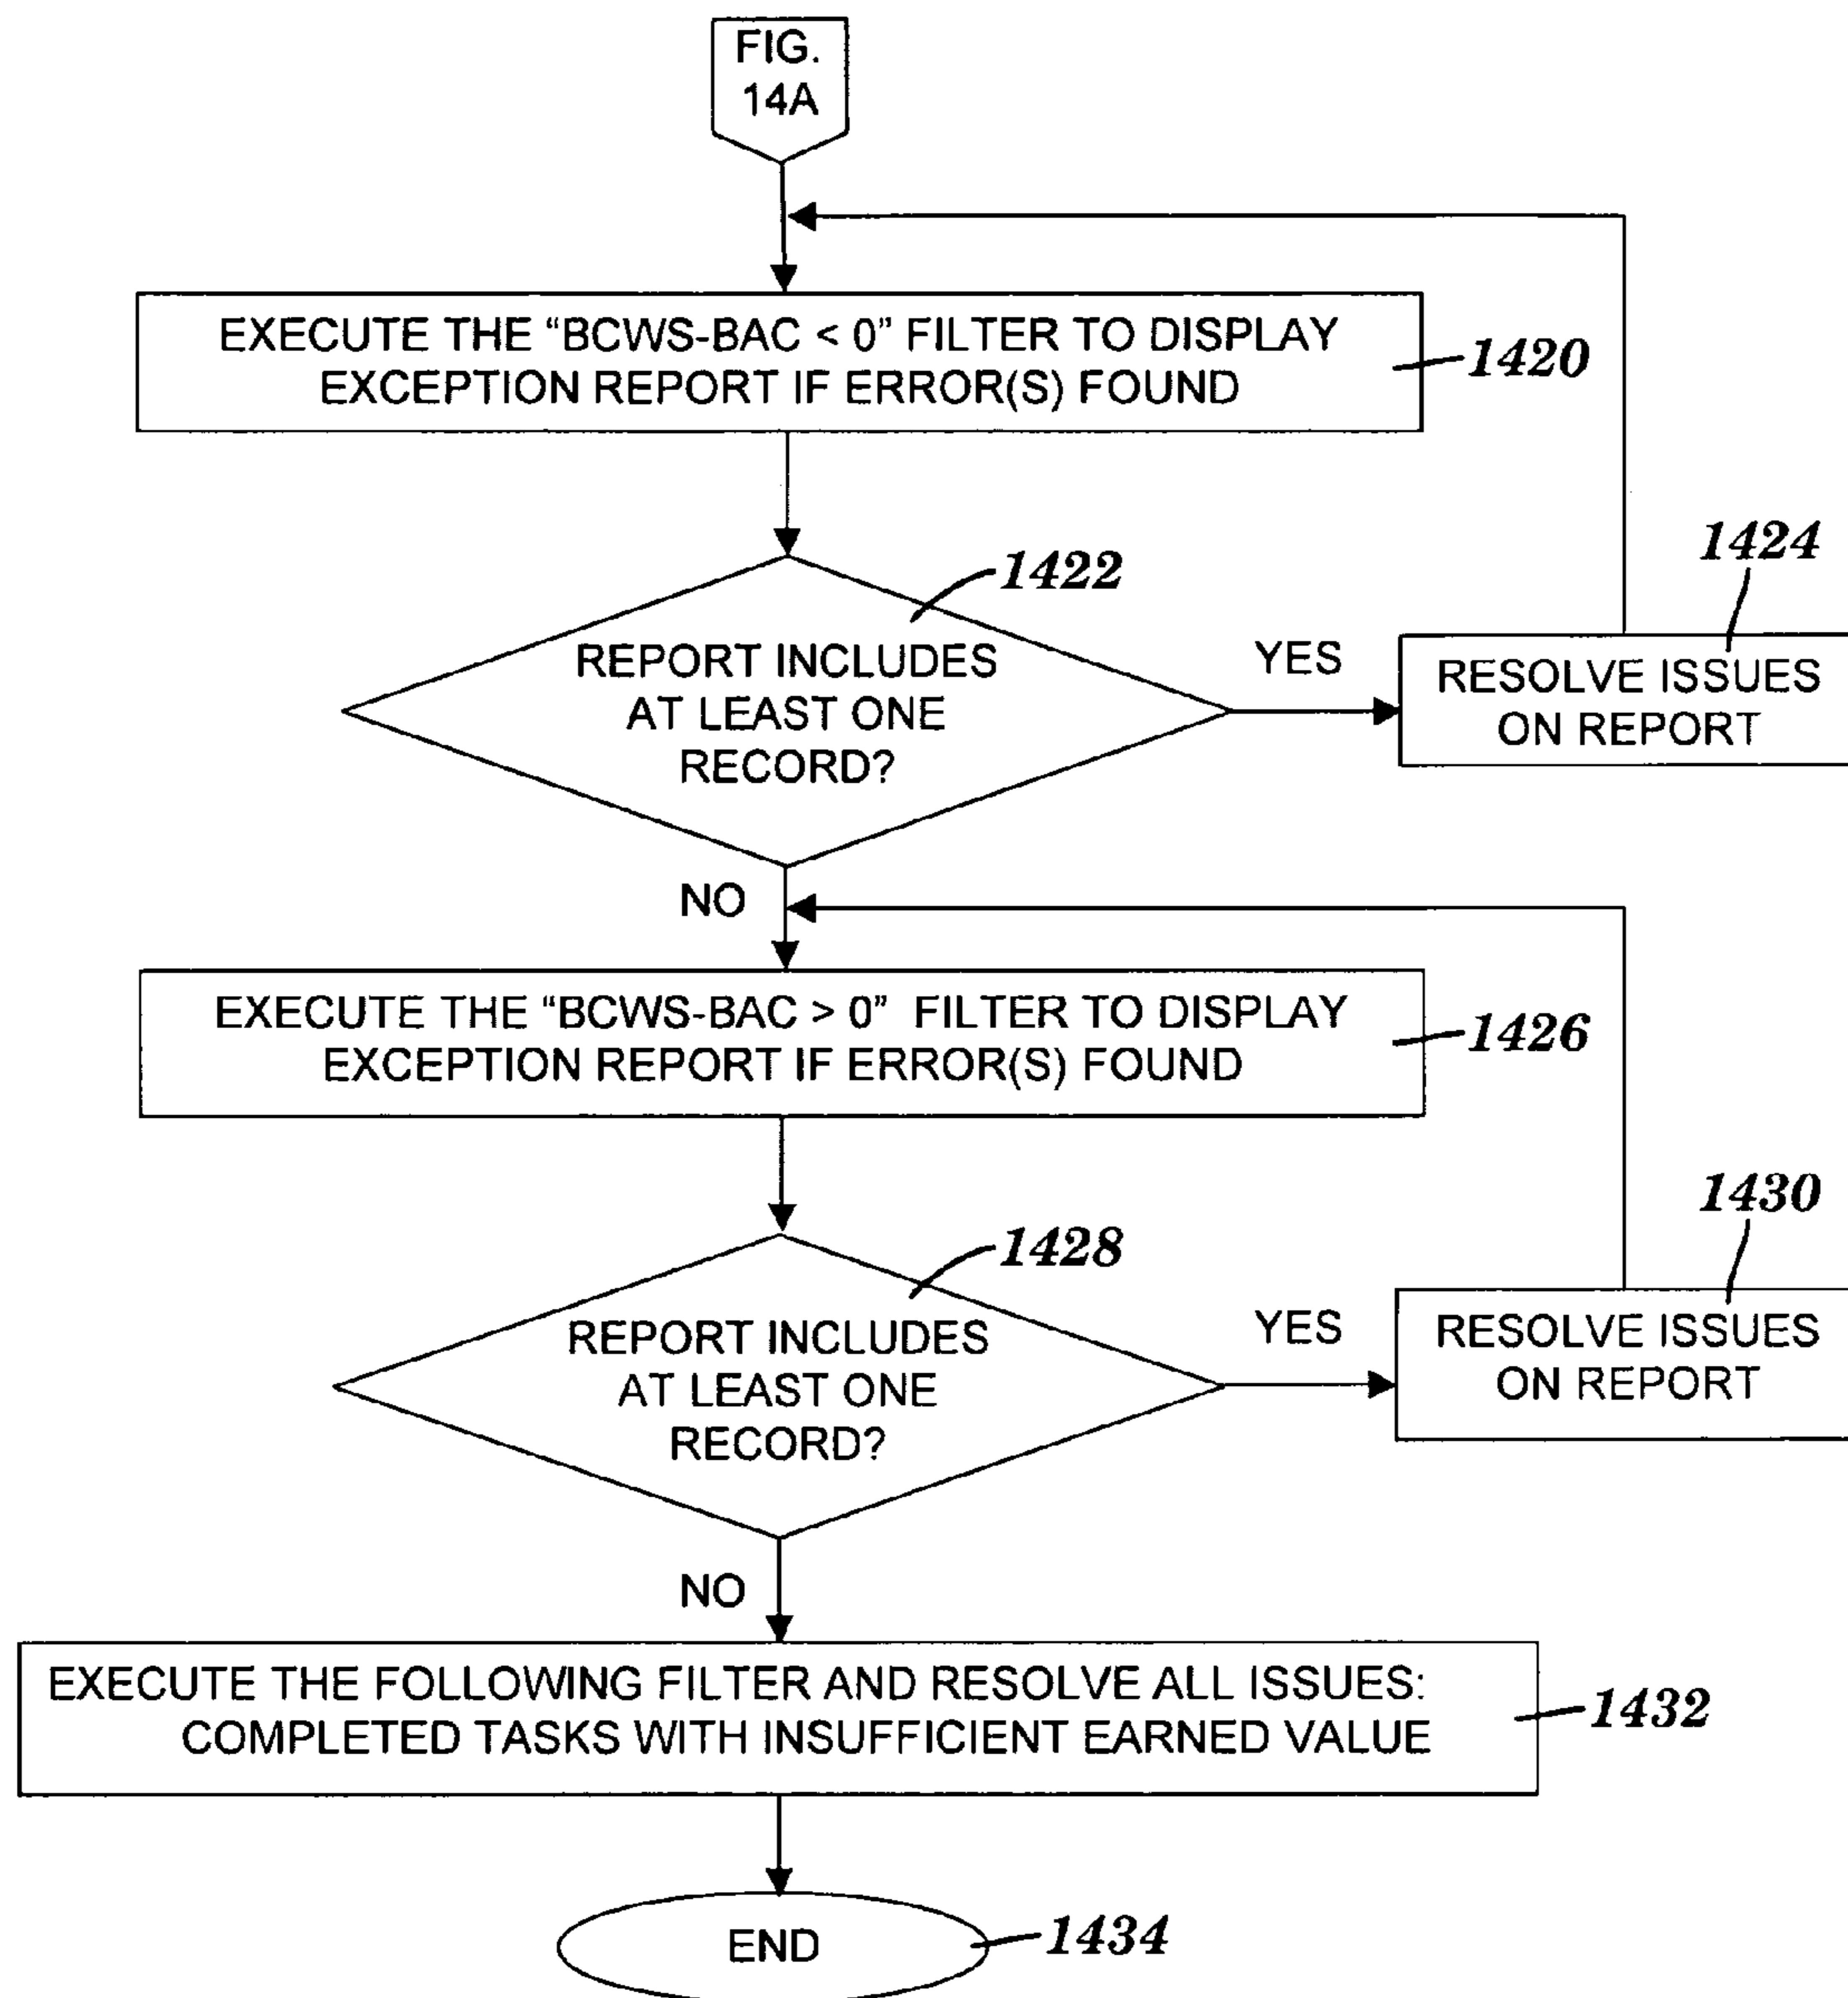 FIG.
14A
EXECUTE THE “BCWS-BAC < 0” FILTER TO DISPLAY
EXCEPTION REPORT IF ERROR(S) FOUND
1420
1422
REPORT INCLUDES
AT LEAST ONE
RECORD?
YES
1424
RESOLVE ISSUES
ON REPORT
NO
EXECUTE THE “BCWS-BAC > 0” FILTER TO DISPLAY
EXCEPTION REPORT IF ERROR(S) FOUND
1426
1428
REPORT INCLUDES
AT LEAST ONE
RECORD?
YES
1430
RESOLVE ISSUES
ON REPORT
NO
EXECUTE THE FOLLOWING FILTER AND RESOLVE ALL ISSUES:
COMPLETED TASKS WITH INSUFFICIENT EARNED VALUE
1432
END
1434